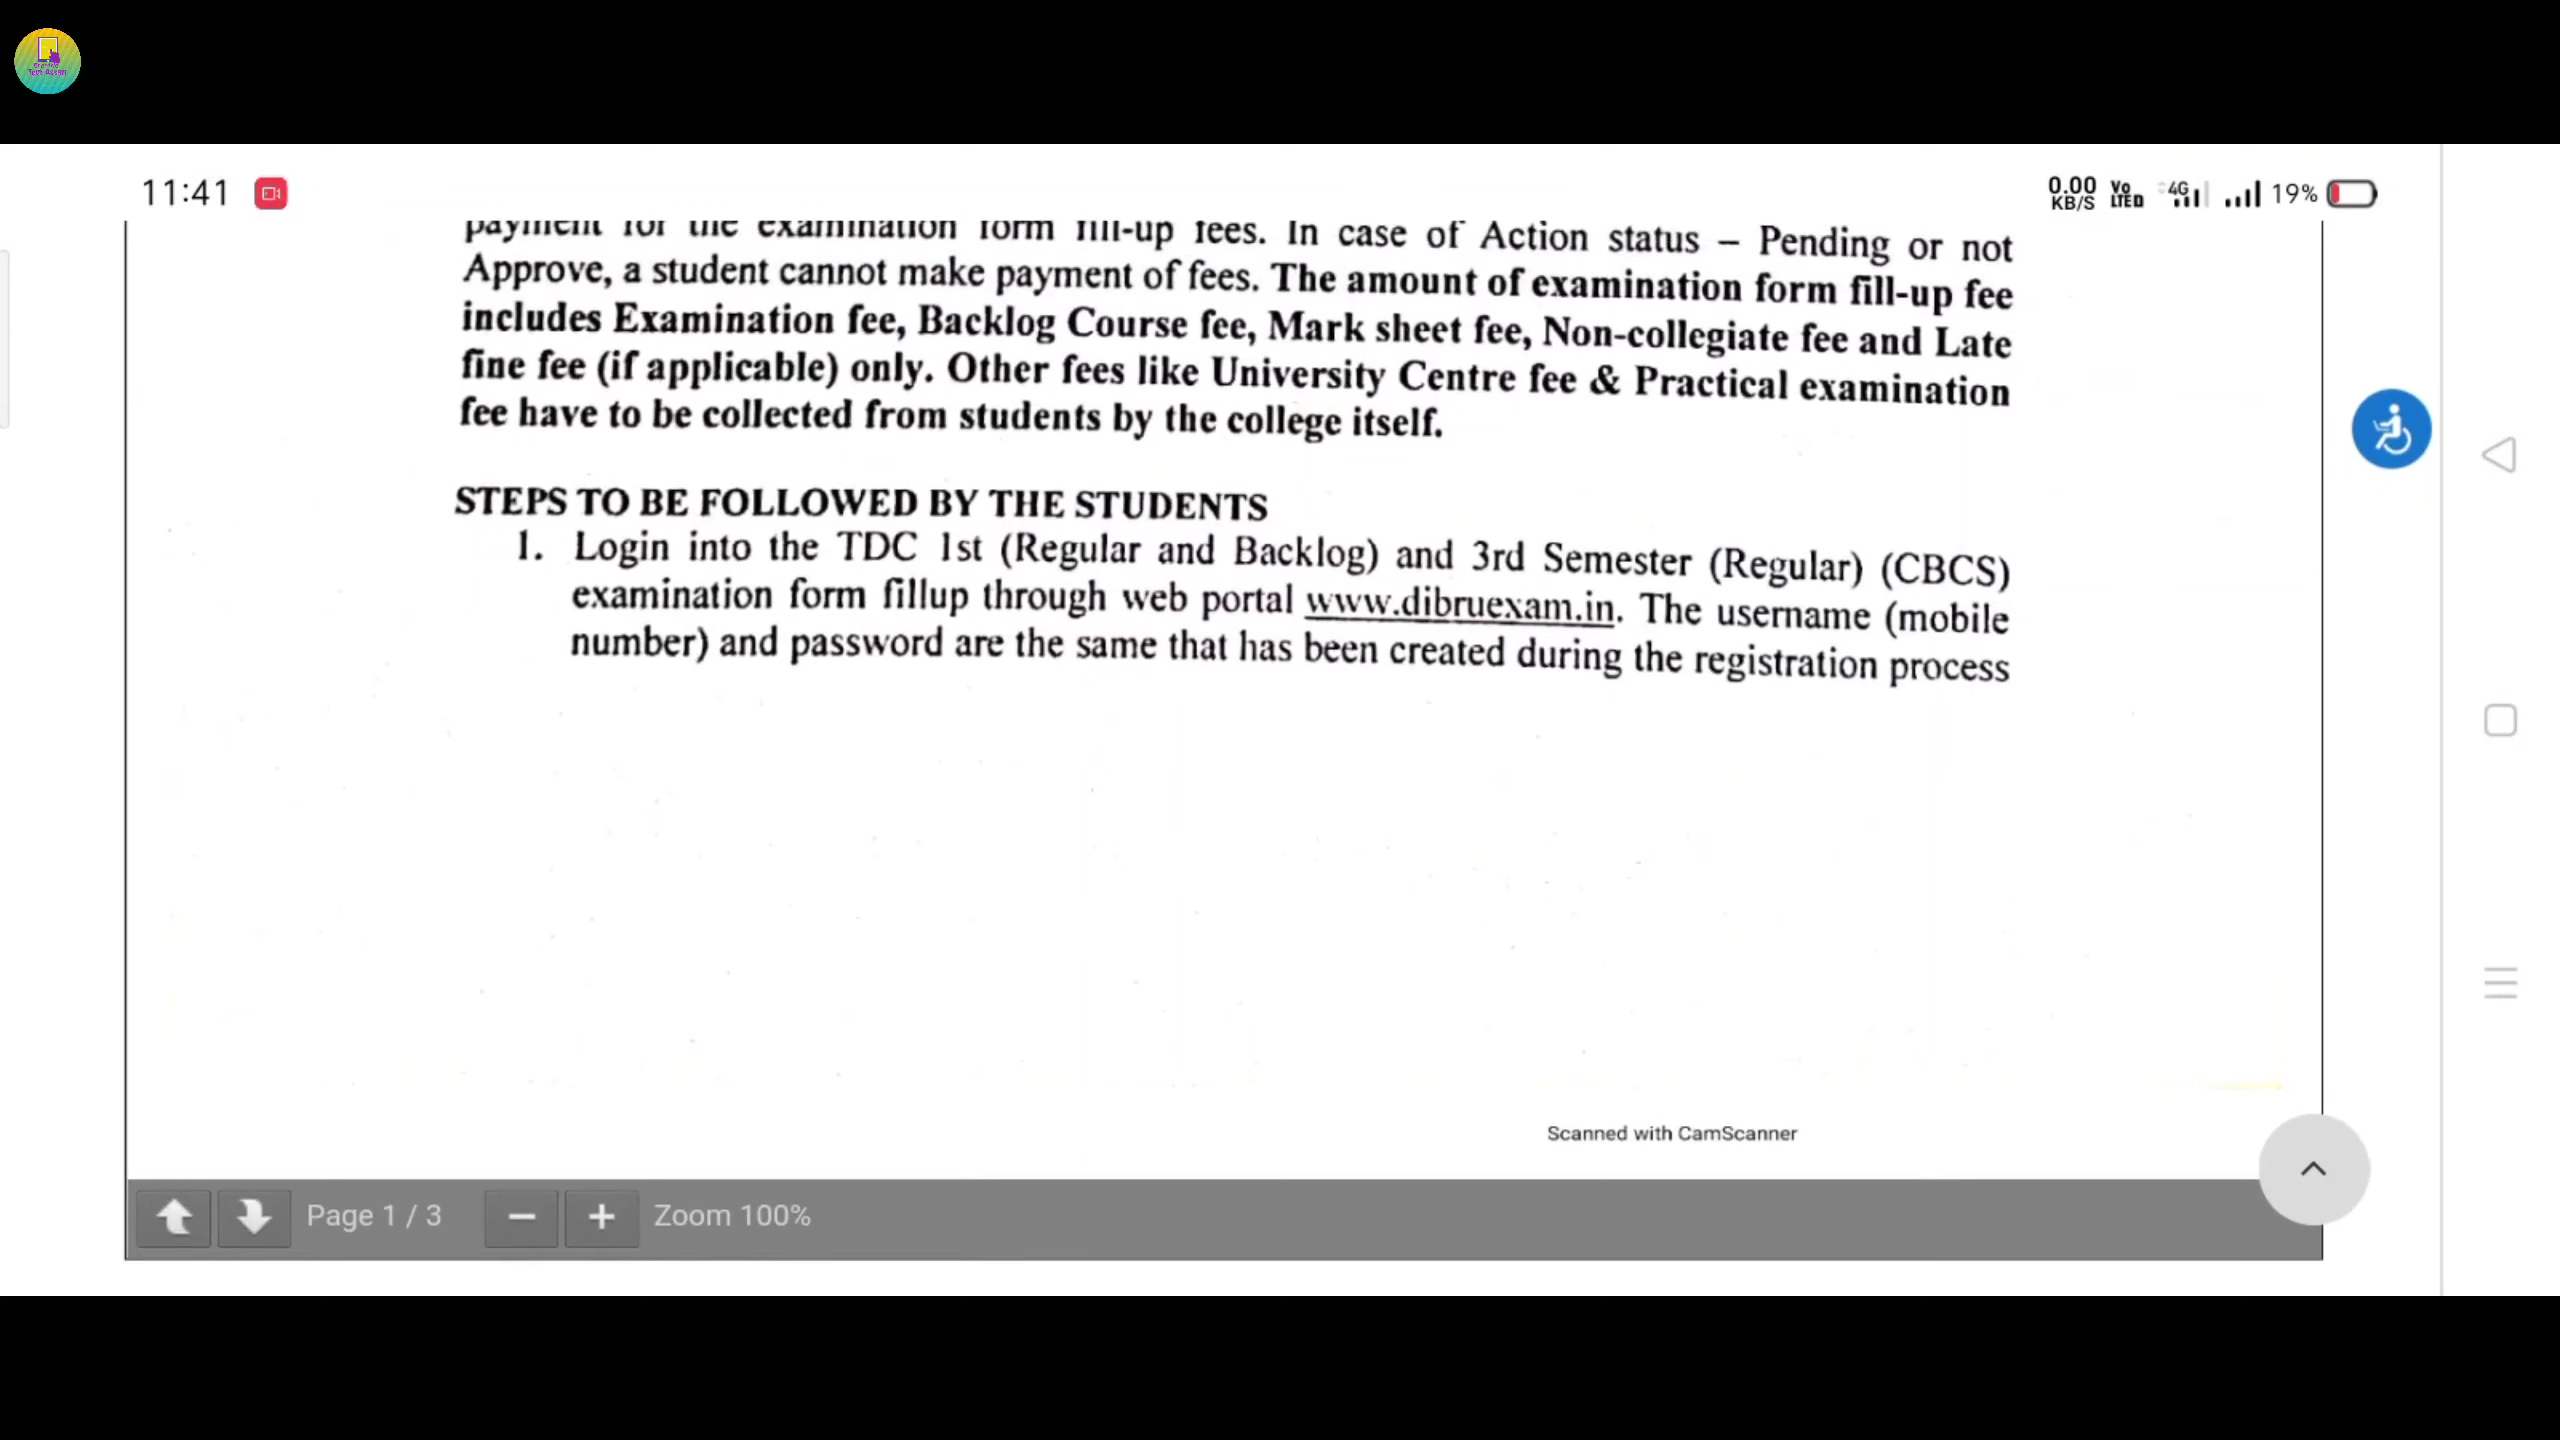 11:41
0.00 KB/S Vo LTE 4G 19%
payment for the examination form fill-up fees. In case of Action status – Pending or not
Approve, a student cannot make payment of fees. The amount of examination form fill-up fee
includes Examination fee, Backlog Course fee, Mark sheet fee, Non-collegiate fee and Late
fine fee (if applicable) only. Other fees like University Centre fee & Practical examination
fee have to be collected from students by the college itself.
STEPS TO BE FOLLOWED BY THE STUDENTS
1. Login into the TDC 1st (Regular and Backlog) and 3rd Semester (Regular) (CBCS)
examination form fillup through web portal www.dibruexam.in. The username (mobile
number) and password are the same that has been created during the registration process
Scanned with CamScanner
Page 1 / 3
Zoom 100%